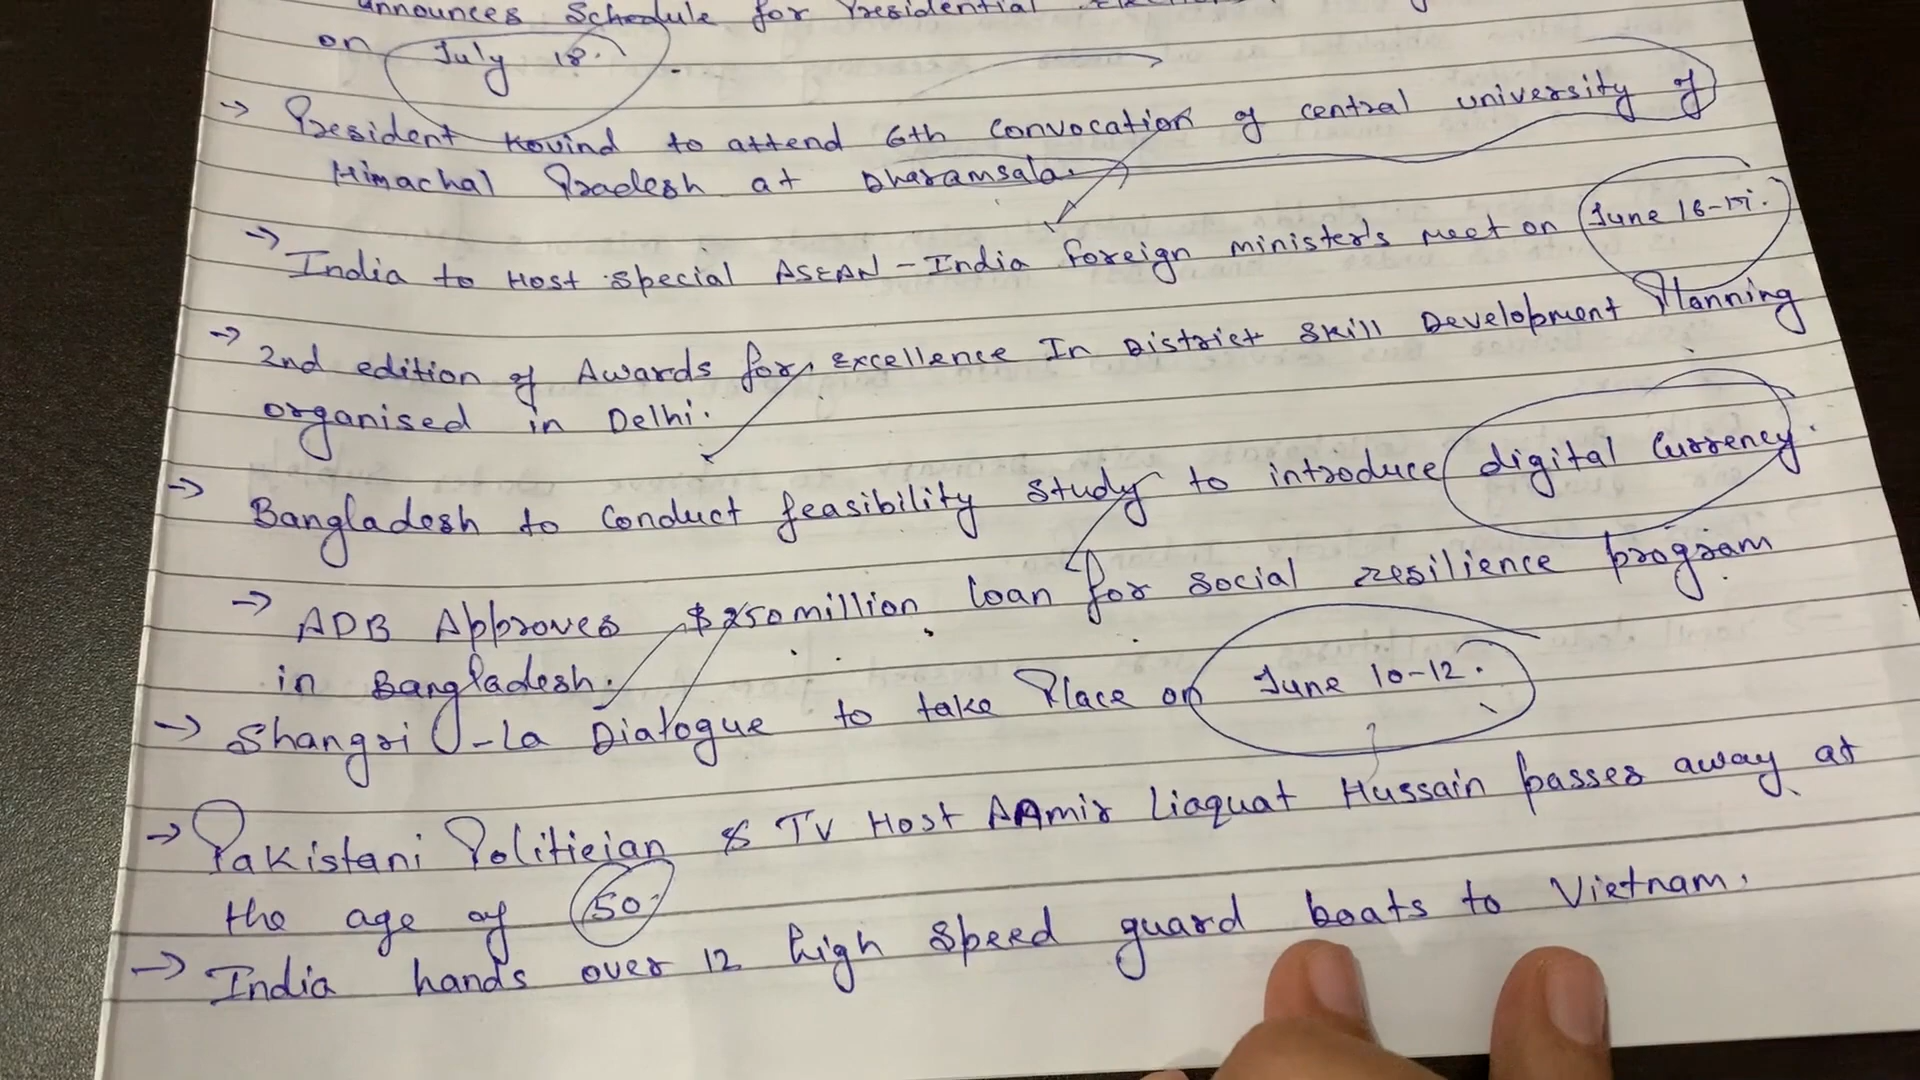 announces Schedule for Presidential
on July 18.
→ President Kovind to attend 6th convocation of central university of
Himachal Pradesh at Dharamsala.
→ India to Host special ASEAN-India foreign minister's meet on June 16-17.
→ 2nd edition of Awards for Excellence In District Skill Development Planning
organised in Delhi.
→ Bangladesh to conduct feasibility study to introduce digital currency.
→ ADB Approves $250 million loan for social resilience program
in Bangladesh.
→ Shangri-La Dialogue to take Place on June 10-12.
→ Pakistani Politician & TV Host AAmir Liaquat Hussain passes away at
the age of 50.
→ India hands over 12 high speed guard boats to Vietnam.